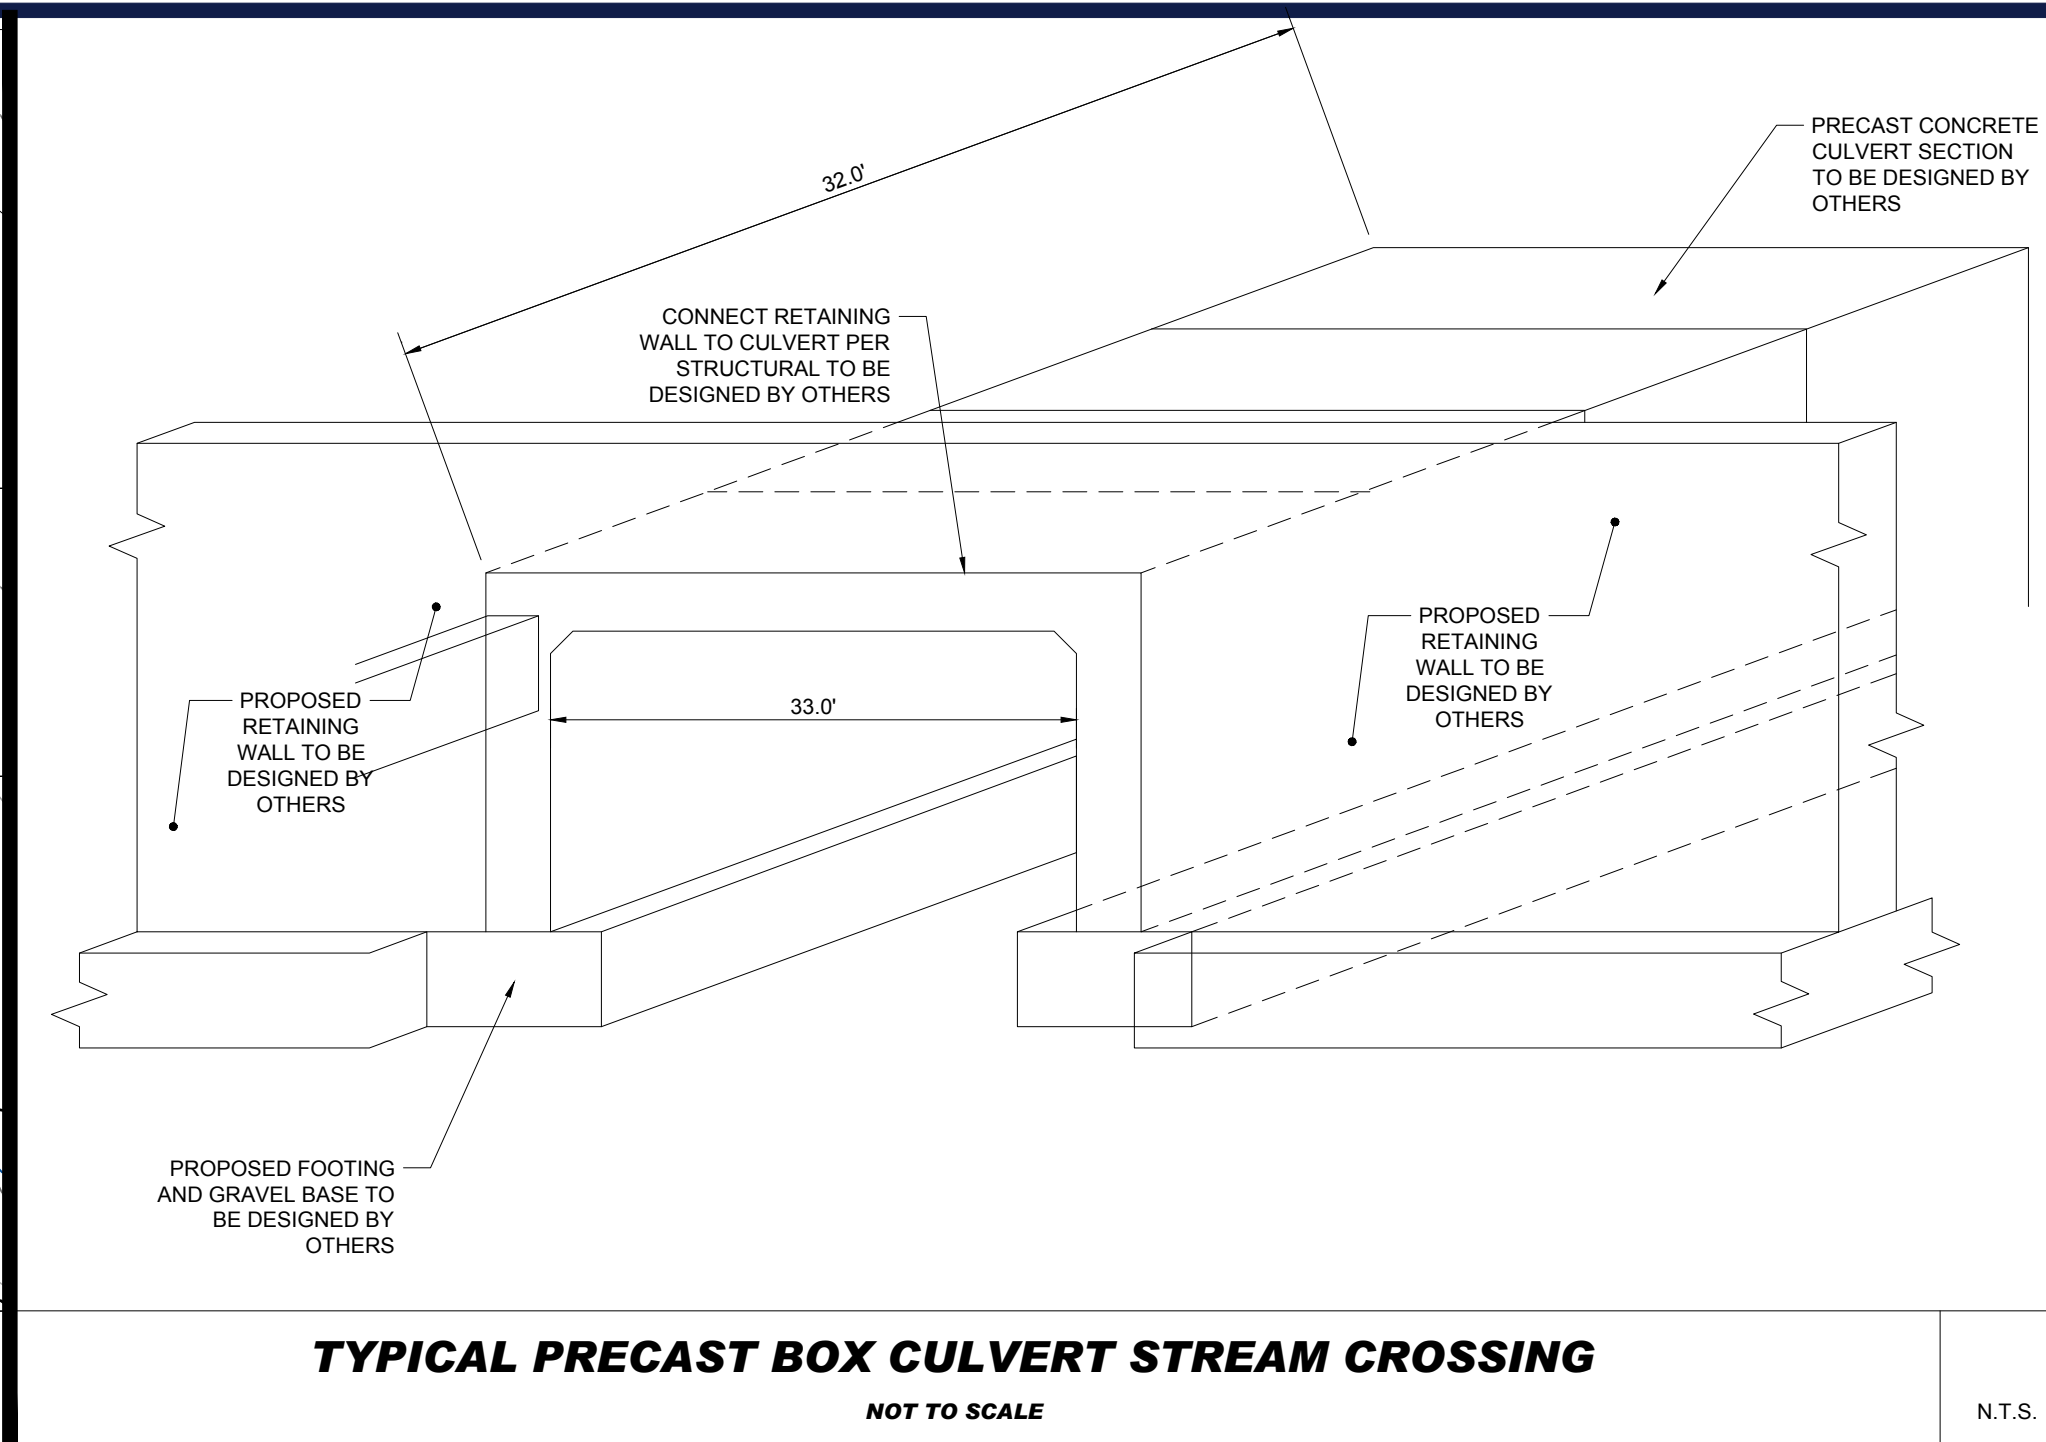 32.0'
PRECAST CONCRETE
CULVERT SECTION
TO BE DESIGNED BY
OTHERS
CONNECT RETAINING
WALL TO CULVERT PER
STRUCTURAL TO BE
DESIGNED BY OTHERS
PROPOSED
RETAINING
WALL TO BE
DESIGNED BY
OTHERS
33.0'
PROPOSED
RETAINING
WALL TO BE
DESIGNED BY
OTHERS
PROPOSED FOOTING
AND GRAVEL BASE TO
BE DESIGNED BY
OTHERS
TYPICAL PRECAST BOX CULVERT STREAM CROSSING
NOT TO SCALE
N.T.S.